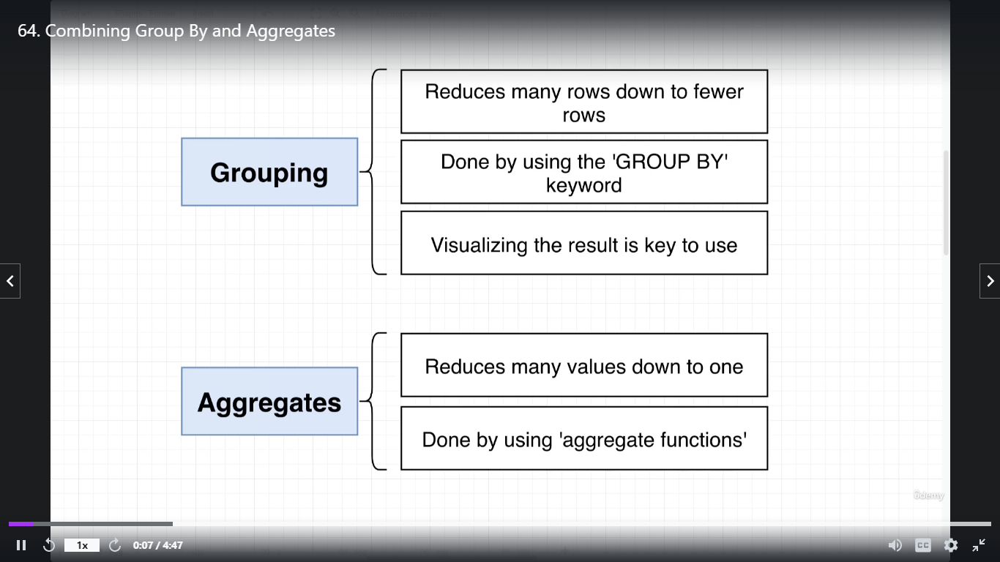 64. Combining Group By and Aggregates
Grouping
Reduces many rows down to fewer
rows
Done by using the 'GROUP BY'
keyword
Visualizing the result is key to use
Aggregates
Reduces many values down to one
Done by using 'aggregate functions'
ûdemy
1x
0:07 / 4:47
CC